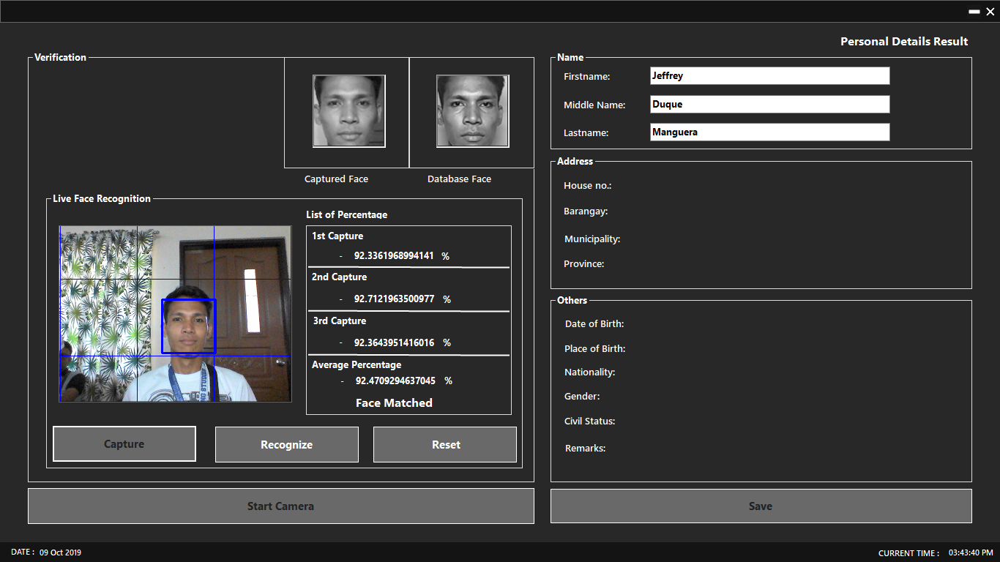 Personal Details Result
Verification
Captured Face
Database Face
Live Face Recognition
List of Percentage
1st Capture
- 92.3361968994141 %
2nd Capture
- 92.7121963500977 %
3rd Capture
- 92.3643951416016 %
Average Percentage
- 92.4709294637045 %
Face Matched
Capture
Recognize
Reset
Start Camera
Name
Firstname: Jeffrey
Middle Name: Duque
Lastname: Manguera
Address
House no.:
Barangay:
Municipality:
Province:
Others
Date of Birth:
Place of Birth:
Nationality:
Gender:
Civil Status:
Remarks:
Save
DATE : 09 Oct 2019
CURRENT TIME : 03:43:40 PM